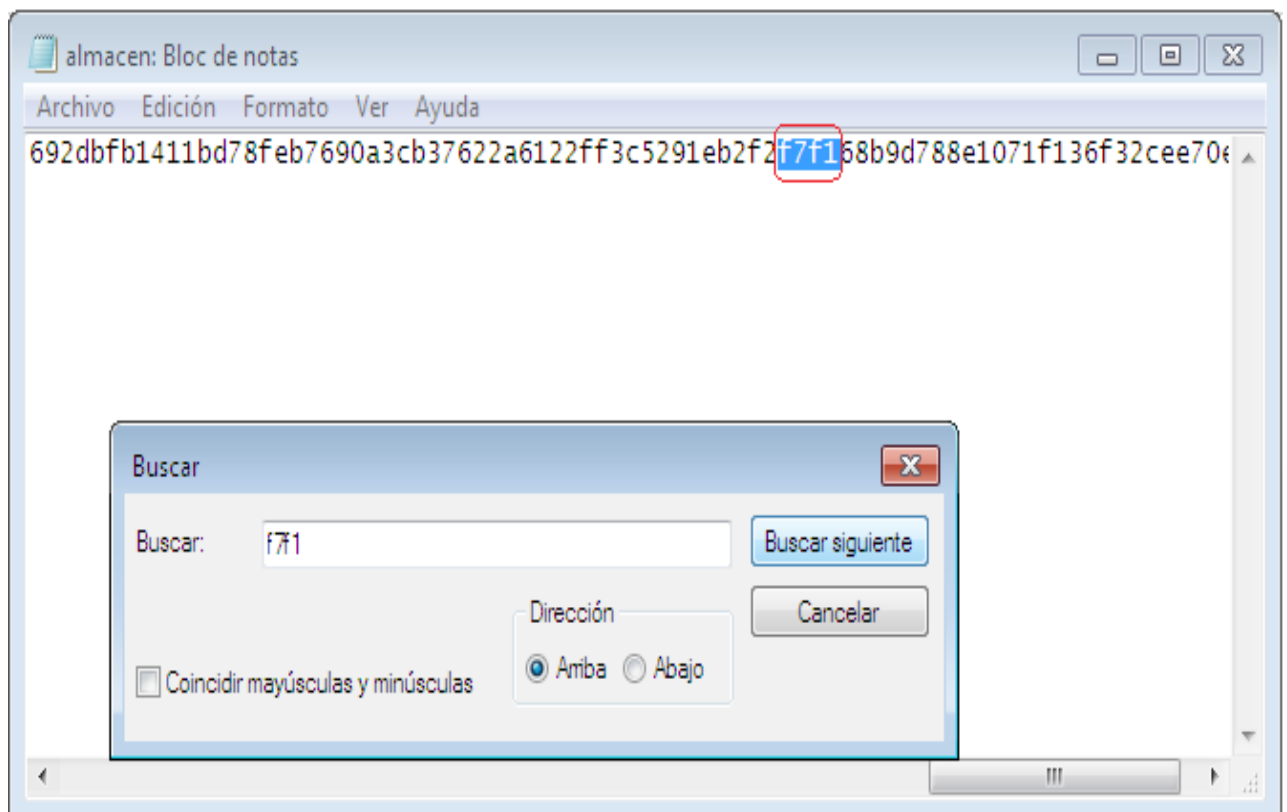 almacen: Bloc de notas
Archivo Edición Formato Ver Ayuda
692dbfb1411bd78feb7690a3cb37622a6122ff3c5291eb2f2f7f168b9d788e1071f136f32cee70e
Buscar
Buscar: f7f1 Buscar siguiente
Dirección Cancelar
Arriba Abajo
Coincidir mayúsculas y minúsculas